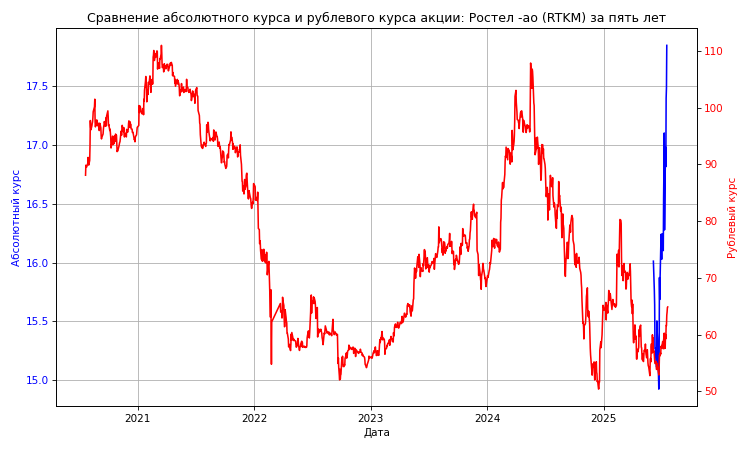 Сравнение абсолютного курса и рублевого курса акции: Ростел -ао (RTKM) за пять лет
Абсолютный курс
17.5
17.0
16.5
16.0
15.5
15.0
110
100
90
80
70
60
50
Рублевый курс
2021 2022 2023 2024 2025
Дата